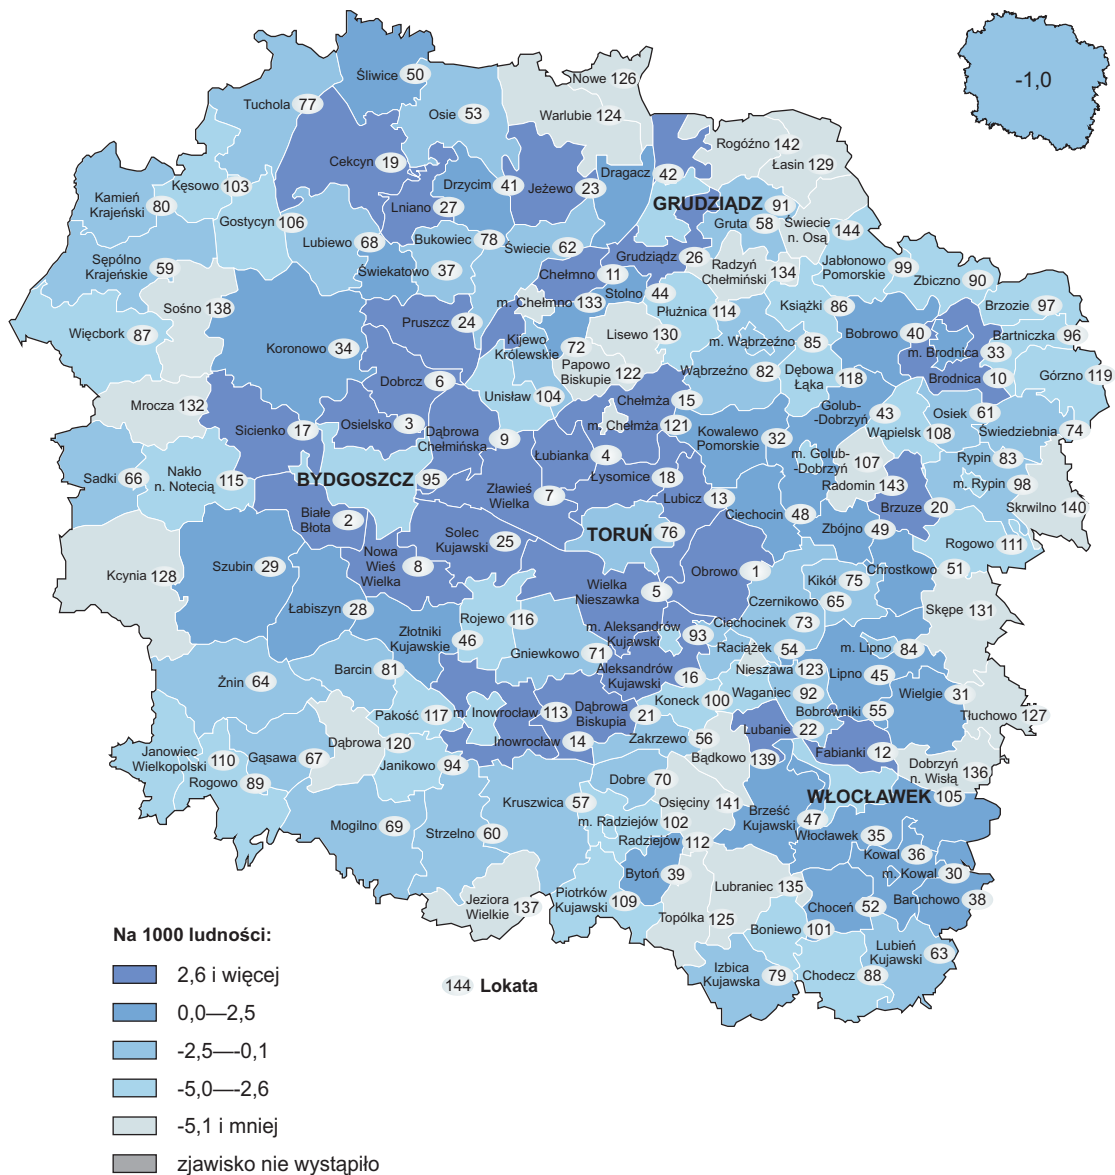 -1,0
Śliwice 50
Nowe 126
Tuchola 77
Osie 53
Warlubie 124
Rogóźno 142
Łasin 129
Cekcyn 19
Drzycim 41
Jeżewo 23
Dragacz 42
Kamień
Krajeński 80
Kęsowo 103
Lniano 27
GRUDZIĄDZ 91
Gostycyn 106
Lubiewo 68
Bukowiec 78
Świecie 62
Gruta 58
Świecie
n. Osą 144
Sępólno
Krajeńskie 59
Świekatowo 37
Chełmno 11
Grudziądz 26
Radzyń
Chełmiński 134
Jabłonowo
Pomorskie 99
Zbiczno 90
Sośno 138
m. Chełmno 133
Stolno 44
Płużnica 114
Książki 86
Brzozie 97
Więcbork 87
Koronowo 34
Pruszcz 24
Kijewo
Królewskie 72
Lisewo 130
m. Wąbrzeźno 85
Bobrowo 40
m. Brodnica 33
Bartniczka 96
Dobrcz 6
Papowo
Biskupie 122
Wąbrzeźno 82
Dębowa
Łąka 118
Brodnica 10
Górzno 119
Mrocza 132
Unisław 104
Chełmża 15
Sicienko 17
Osielsko 3
Dąbrowa
Chełmińska 9
m. Chełmża 121
Kowalewo
Pomorskie 32
Golub-
-Dobrzyń 43
Osiek 61
Wąpielsk 108
Świedziebnia 74
Łubianka 4
m. Golub-
-Dobrzyń 107
Rypin 83
Sadki 66
Nakło
n. Notecią 115
BYDGOSZCZ 95
Łysomice 18
Radomin 143
m. Rypin 98
Zławieś
Wielka 7
Lubicz 13
Ciechocin 48
Brzuze 20
Skrwilno 140
Białe
Błota 2
Solec
Kujawski 25
TORUŃ 76
Zbójno 49
Rogowo 111
Kcynia 128
Szubin 29
Nowa
Wieś
Wielka 8
Obrowo 1
Kikół 75
Chrostkowo 51
Wielka
Nieszawka 5
Czernikowo 65
Skępe 131
Łabiszyn 28
Rojewo 116
m. Aleksandrów
Kujawski 93
Ciechocinek 73
Złotniki
Kujawskie 46
Gniewkowo 71
Raciążek 54
m. Lipno 84
Żnin 64
Barcin 81
Aleksandrów
Kujawski 16
Nieszawa 123
Lipno 45
Wielgie 31
Pakość 117
m. Inowrocław 113
Dąbrowa
Biskupia 21
Koneck 100
Waganiec 92
Bobrowniki 55
Tłuchowo 127
Janowiec
Wielkopolski 110
Gąsawa 67
Dąbrowa 120
Inowrocław 14
Zakrzewo 56
Lubanie 22
Fabianki 12
Rogowo 89
Janikowo 94
Bądkowo 139
Dobrzyń
n. Wisłą 136
Kruszwica 57
Dobre 70
Osięciny 141
WŁOCŁAWEK 105
Mogilno 69
Strzelno 60
m. Radziejów 102
Brześć
Kujawski 47
Włocławek 35
Radziejów 112
Kowal 36
m. Kowal 30
Jeziora
Wielkie 137
Piotrków
Kujawski 109
Bytoń 39
Lubraniec 135
Choceń 52
Baruchowo 38
Topólka 125
Boniewo 101
Izbica
Kujawska 79
Chodecz 88
Lubień
Kujawski 63
Na 1000 ludności:
2,6 i więcej
144 Lokata
0,0—2,5
-2,5—-0,1
-5,0—-2,6
-5,1 i mniej
zjawisko nie wystąpiło